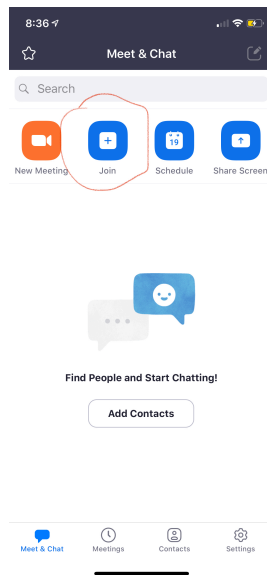 8:36
Meet & Chat
Search
19
New Meeting Join Schedule Share Screen
Find People and Start Chatting!
Add Contacts
Meet & Chat Meetings Contacts Settings